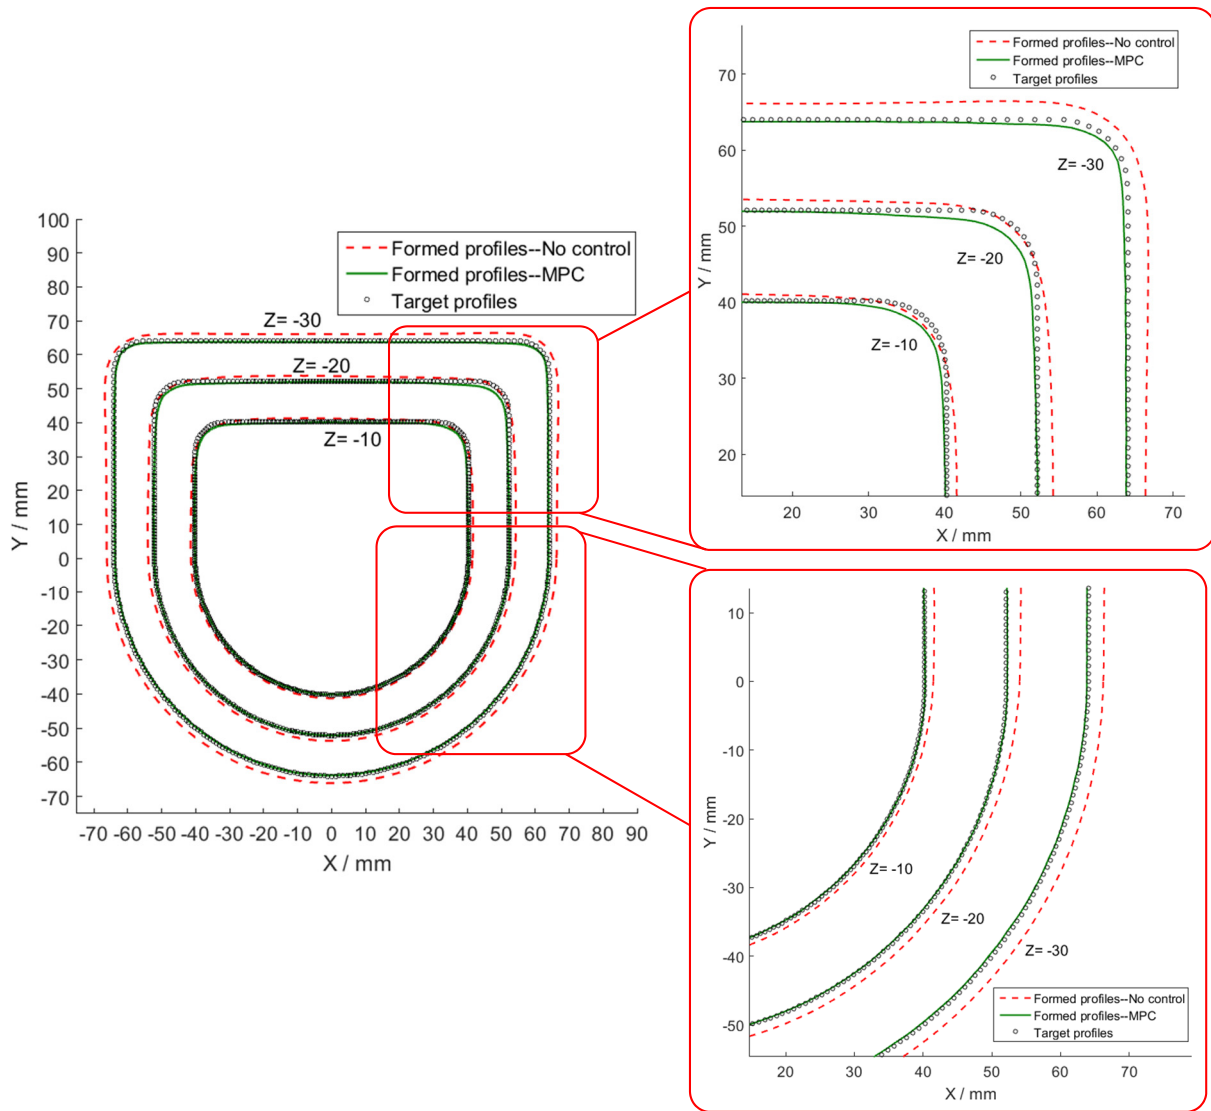 100
90
80
70
60
50
40
30
20
10
0
-10
-20
-30
-40
-50
-60
-70
Y / mm
Formed profiles--No control
Formed profiles--MPC
Target profiles
Z= -30
Z= -20
Z= -10
-70 -60 -50 -40 -30 -20 -10 0 10 20 30 40 50 60 70 80 90
X / mm
Formed profiles--No control
Formed profiles--MPC
Target profiles
70
60
50
40
30
20
Y / mm
Z= -30
Z= -20
Z= -10
20 30 40 50 60 70
X / mm
10
0
-10
-20
-30
-40
-50
Y / mm
Z= -10
Z= -20
Z= -30
Formed profiles--No control
Formed profiles--MPC
Target profiles
20 30 40 50 60 70
X / mm